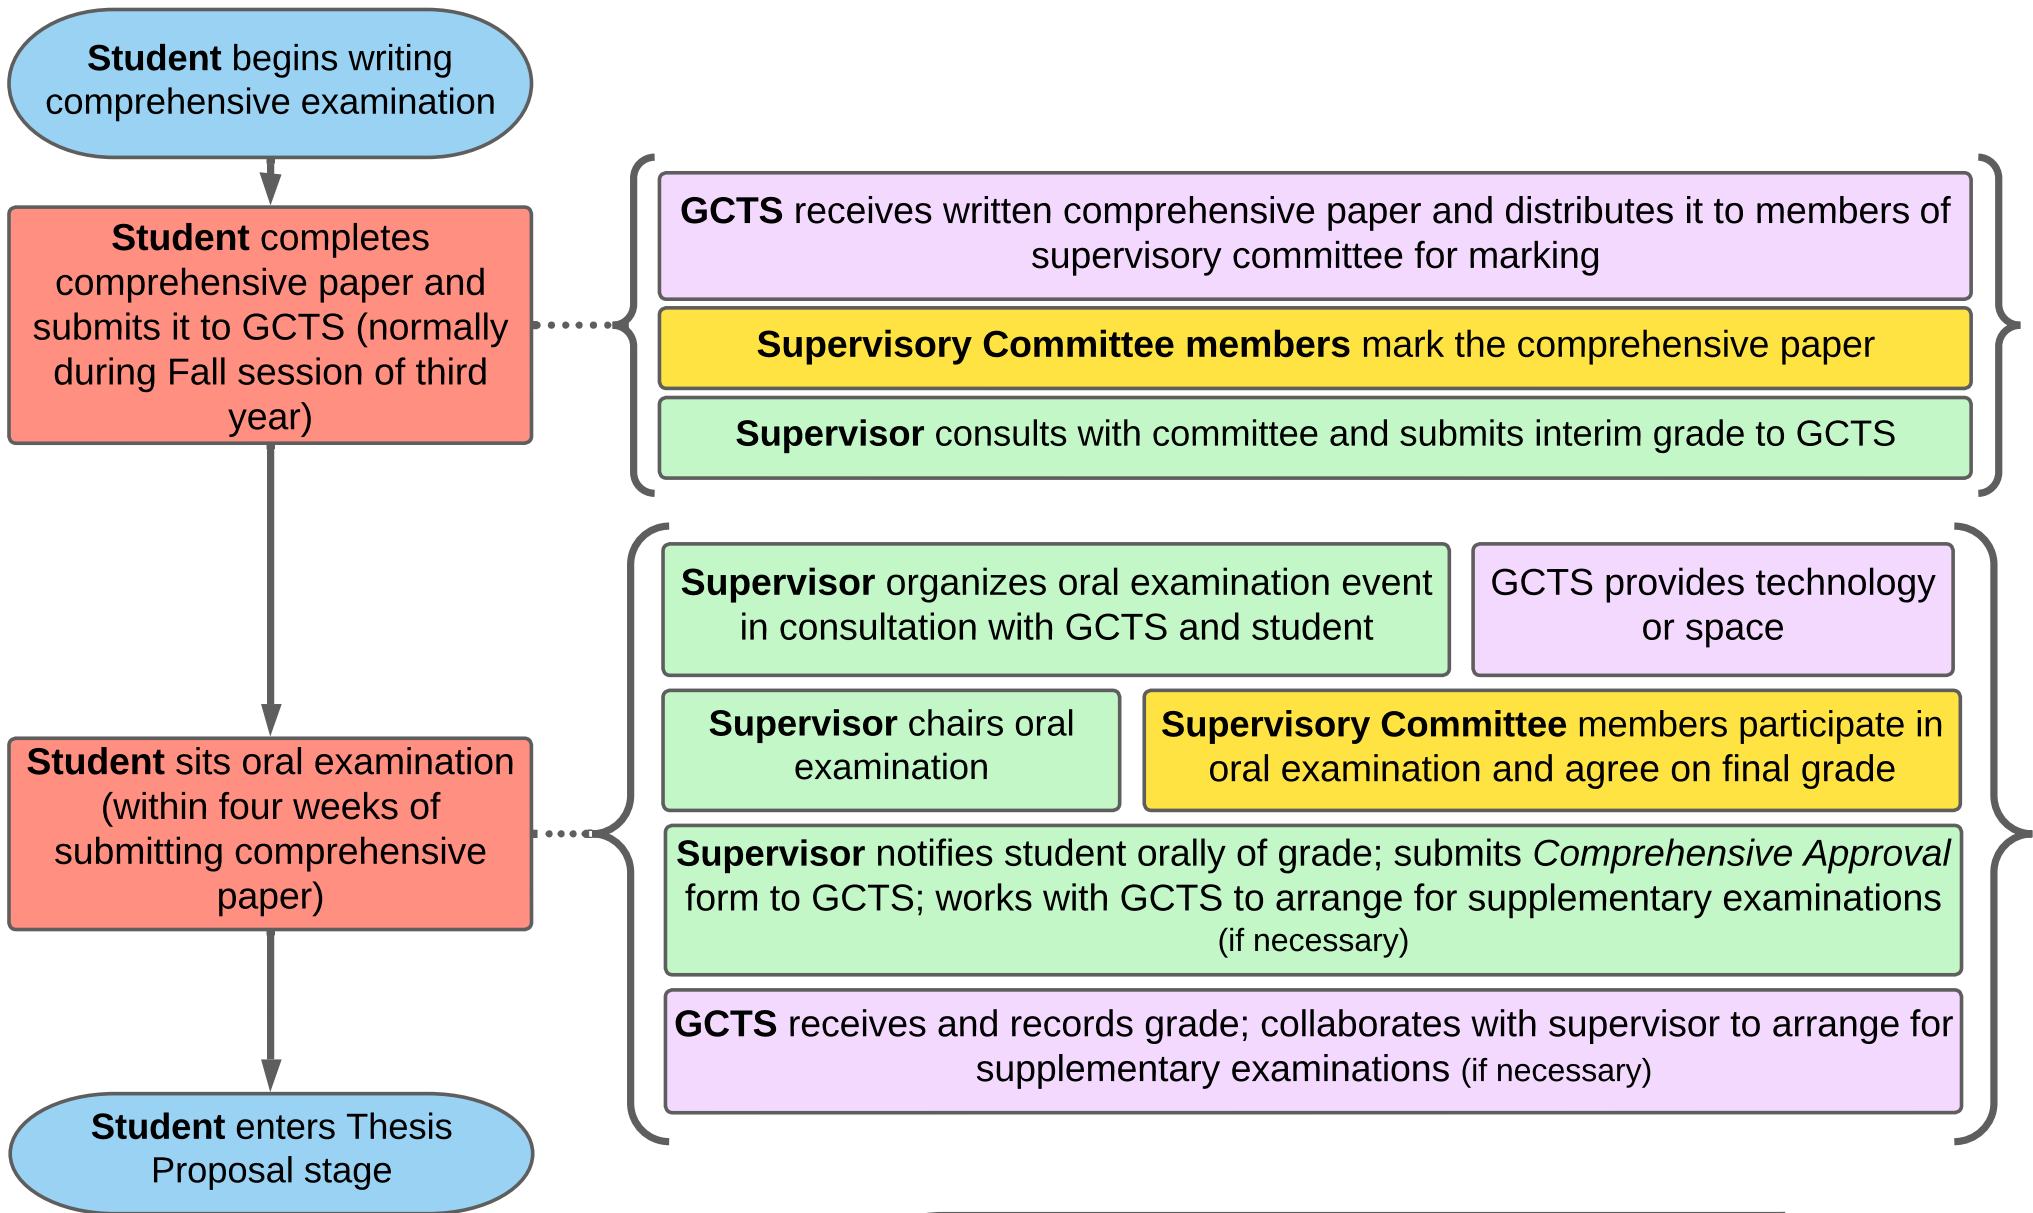 Student begins writing
comprehensive examination
Student completes
comprehensive paper and
submits it to GCTS (normally
during Fall session of third
year)
GCTS receives written comprehensive paper and distributes it to members of
supervisory committee for marking
Supervisory Committee members mark the comprehensive paper
Supervisor consults with committee and submits interim grade to GCTS
Student sits oral examination
(within four weeks of
submitting comprehensive
paper)
Supervisor organizes oral examination event
in consultation with GCTS and student
GCTS provides technology
or space
Supervisor chairs oral
examination
Supervisory Committee members participate in
oral examination and agree on final grade
Supervisor notifies student orally of grade; submits Comprehensive Approval
form to GCTS; works with GCTS to arrange for supplementary examinations
(if necessary)
GCTS receives and records grade; collaborates with supervisor to arrange for
supplementary examinations (if necessary)
Student enters Thesis
Proposal stage